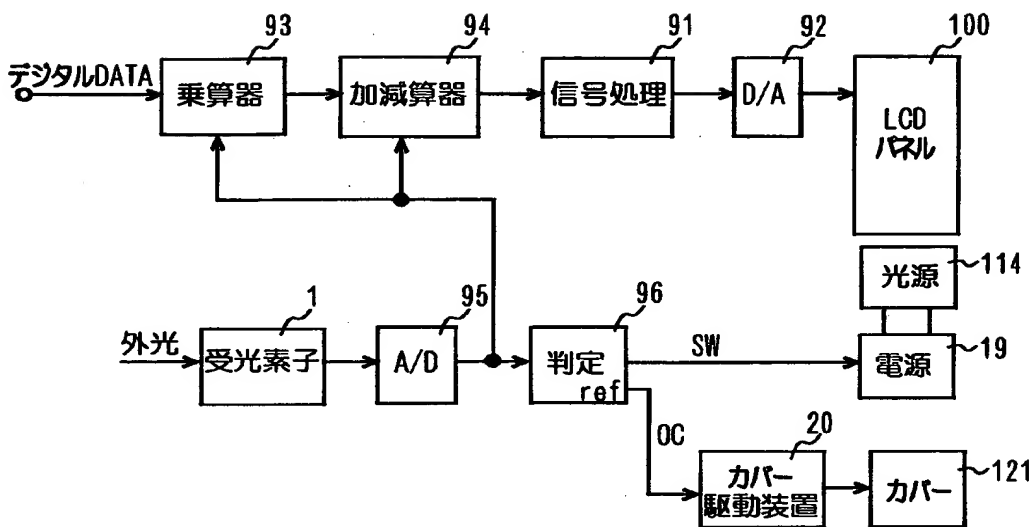 93
94
91
92
100
デジタルDATA
乗算器
加減算器
信号処理
D/A
LCD
パネル
光源
114
1
95
96
外光
受光素子
A/D
判定
ref
SW
電源
19
OC
20
カバー
駆動装置
カバー
121